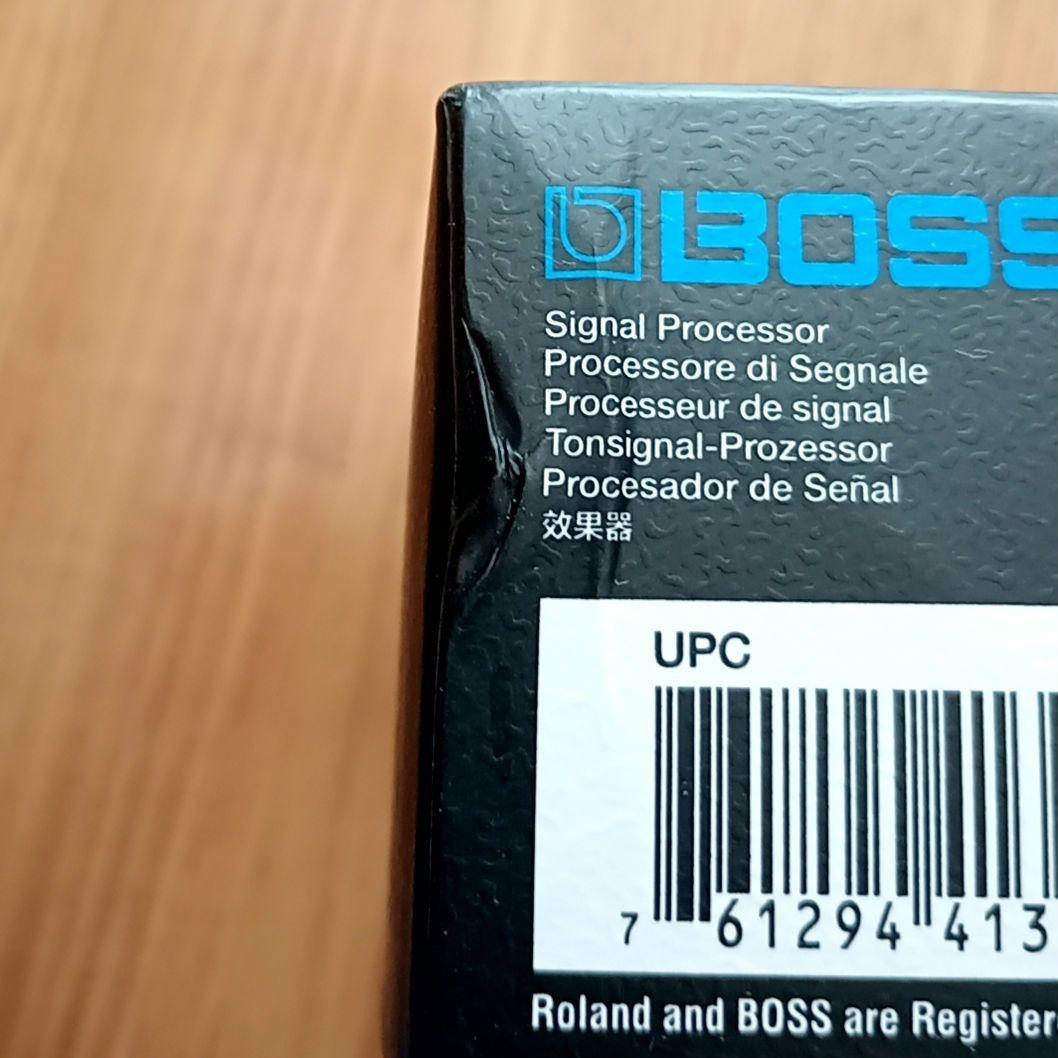 BOSS
Signal Processor
Processore di Segnale
Processeur de signal
Tonsignal-Prozessor
Procesador de Señal
效果器
UPC
7 61294 413
Roland and BOSS are